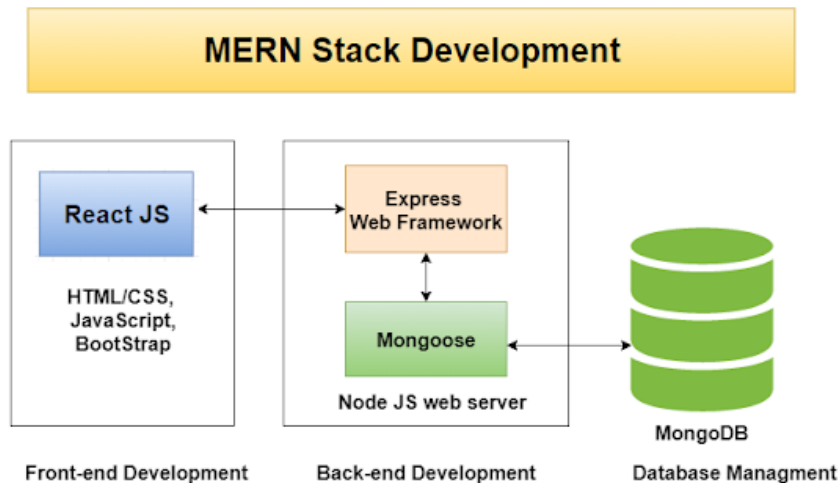 MERN Stack Development
React JS
HTML/CSS,
JavaScript,
BootStrap
Front-end Development
Express
Web Framework
Mongoose
Node JS web server
Back-end Development
MongoDB
Database Managment